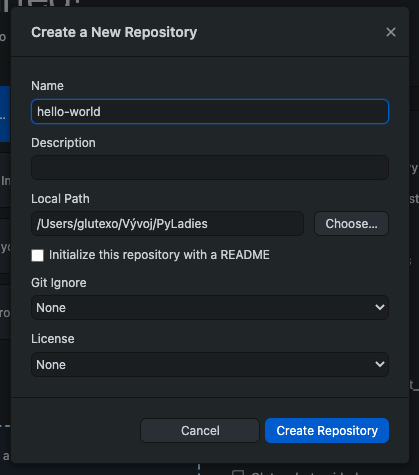 Create a New Repository
Name
hello-world
Description
Local Path
/Users/glutexo/Vývoj/PyLadies
Choose...
Initialize this repository with a README
Git Ignore
None
License
None
Cancel
Create Repository